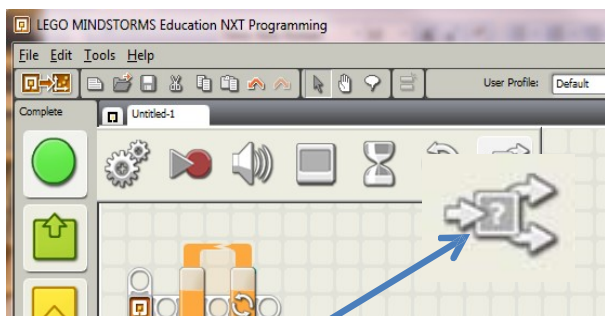 LEGO MINDSTORMS Education NXT Programming
File Edit Tools Help
User Profile: Default
Complete
Untitled-1
?